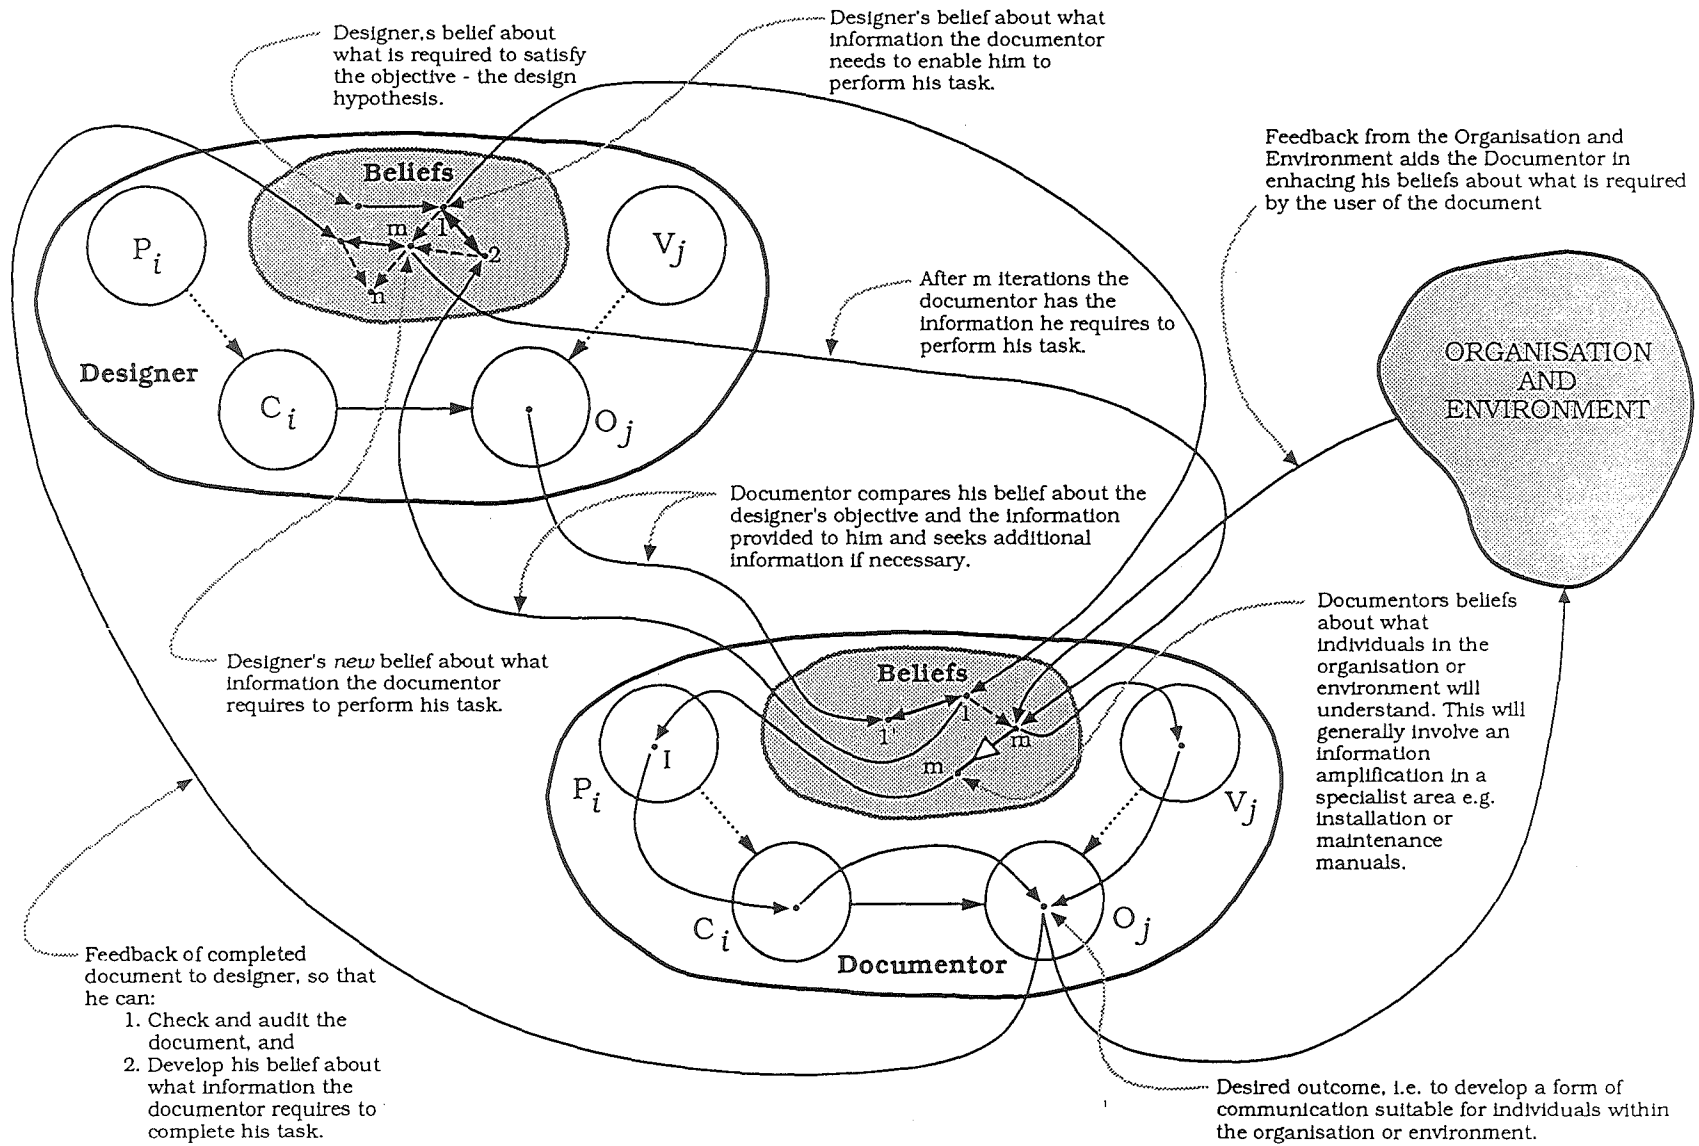 Designer,s belief about
what is required to satisfy
the objective - the design
hypothesis.
Designer's belief about what
information the documentor
needs to enable him to
perform his task.
Feedback from the Organisation and
Environment aids the Documentor in
enhacing his beliefs about what is required
by the user of the document
Beliefs
P i
V j
m
1
2
n
Designer
C i
O j
After m iterations the
documentor has the
information he requires to
perform his task.
ORGANISATION
AND
ENVIRONMENT
Documentor compares his belief about the
designer's objective and the information
provided to him and seeks additional
information if necessary.
Designer's new belief about what
information the documentor
requires to perform his task.
Documentors beliefs
about what
individuals in the
organisation or
environment will
understand. This will
generally involve an
information
amplification in a
specialist area e.g.
installation or
maintenance
manuals.
Beliefs
1
1'
m
m
I
P i
V j
C i
O j
Documentor
Feedback of completed
document to designer, so that
he can:
1. Check and audit the
document, and
2. Develop his belief about
what information the
documentor requires to
complete his task.
Desired outcome, i.e. to develop a form of
communication suitable for individuals within
the organisation or environment.